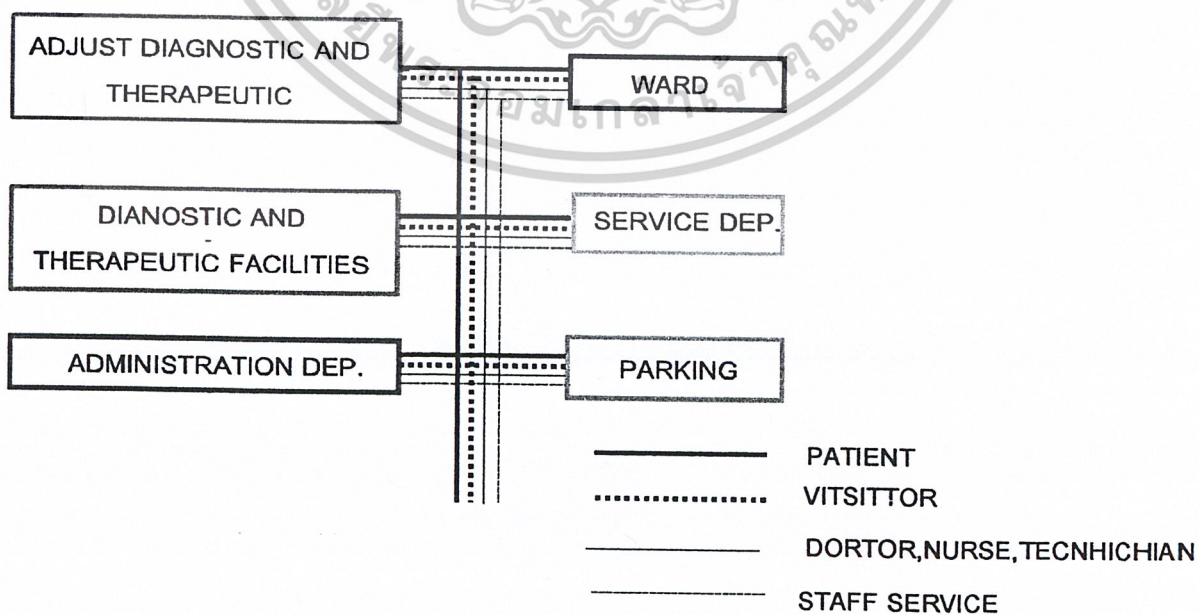 ADJUST DIAGNOSTIC AND
THERAPEUTIC
WARD
DIANOSTIC AND
THERAPEUTIC FACILITIES
SERVICE DEP.
ADMINISTRATION DEP.
PARKING
PATIENT
VITSITTOR
DORTOR,NURSE,TECNHICHIAN
STAFF SERVICE